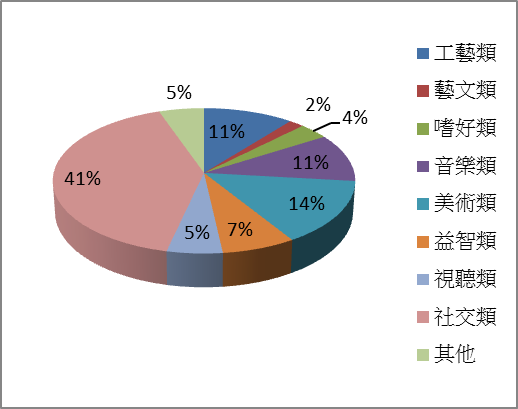 工藝類
藝文類
嗜好類
音樂類
美術類
益智類
視聽類
社交類
其他
11%
2%
4%
11%
14%
7%
5%
41%
5%